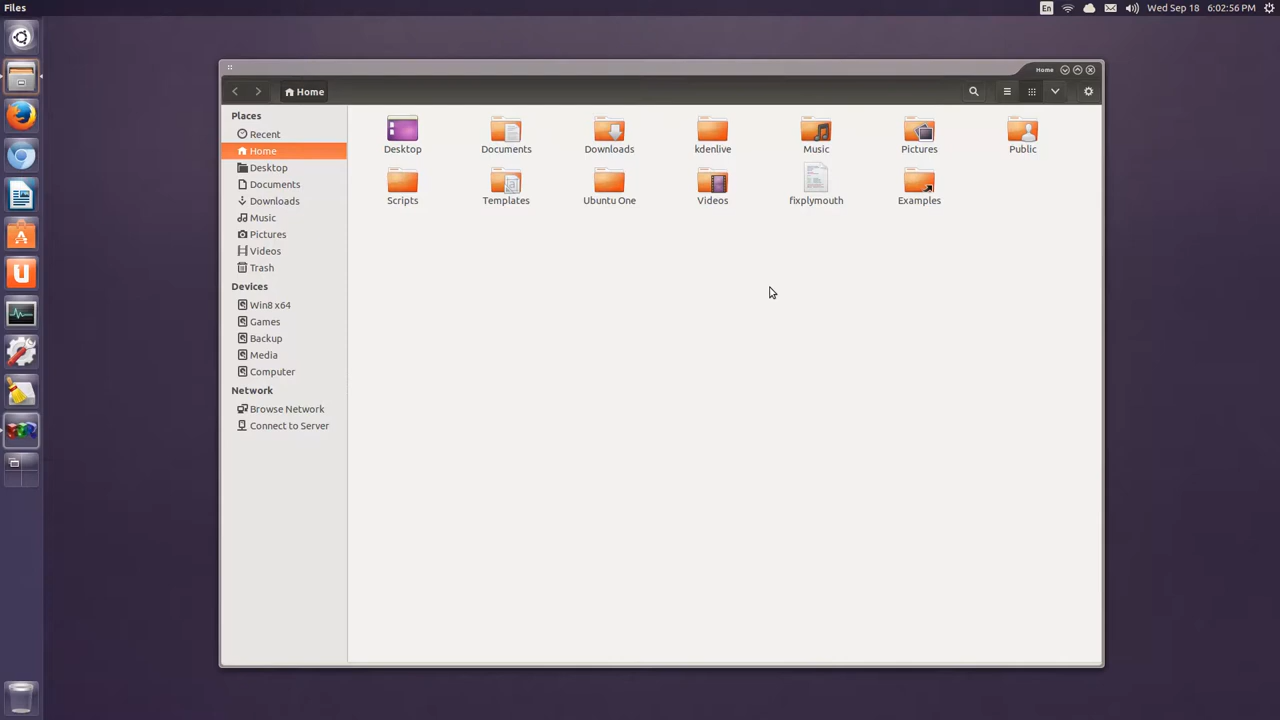 Files
En
Wed Sep 18 6:02:56 PM
Home
Home
Places
Recent
Home
Desktop
Documents
Downloads
Music
Pictures
Videos
Trash
Devices
Win8 x64
Games
Backup
Media
Computer
Network
Browse Network
Connect to Server
Desktop
Documents
Downloads
kdenlive
Music
Pictures
Public
Scripts
Templates
Ubuntu One
Videos
fixplymouth
Examples